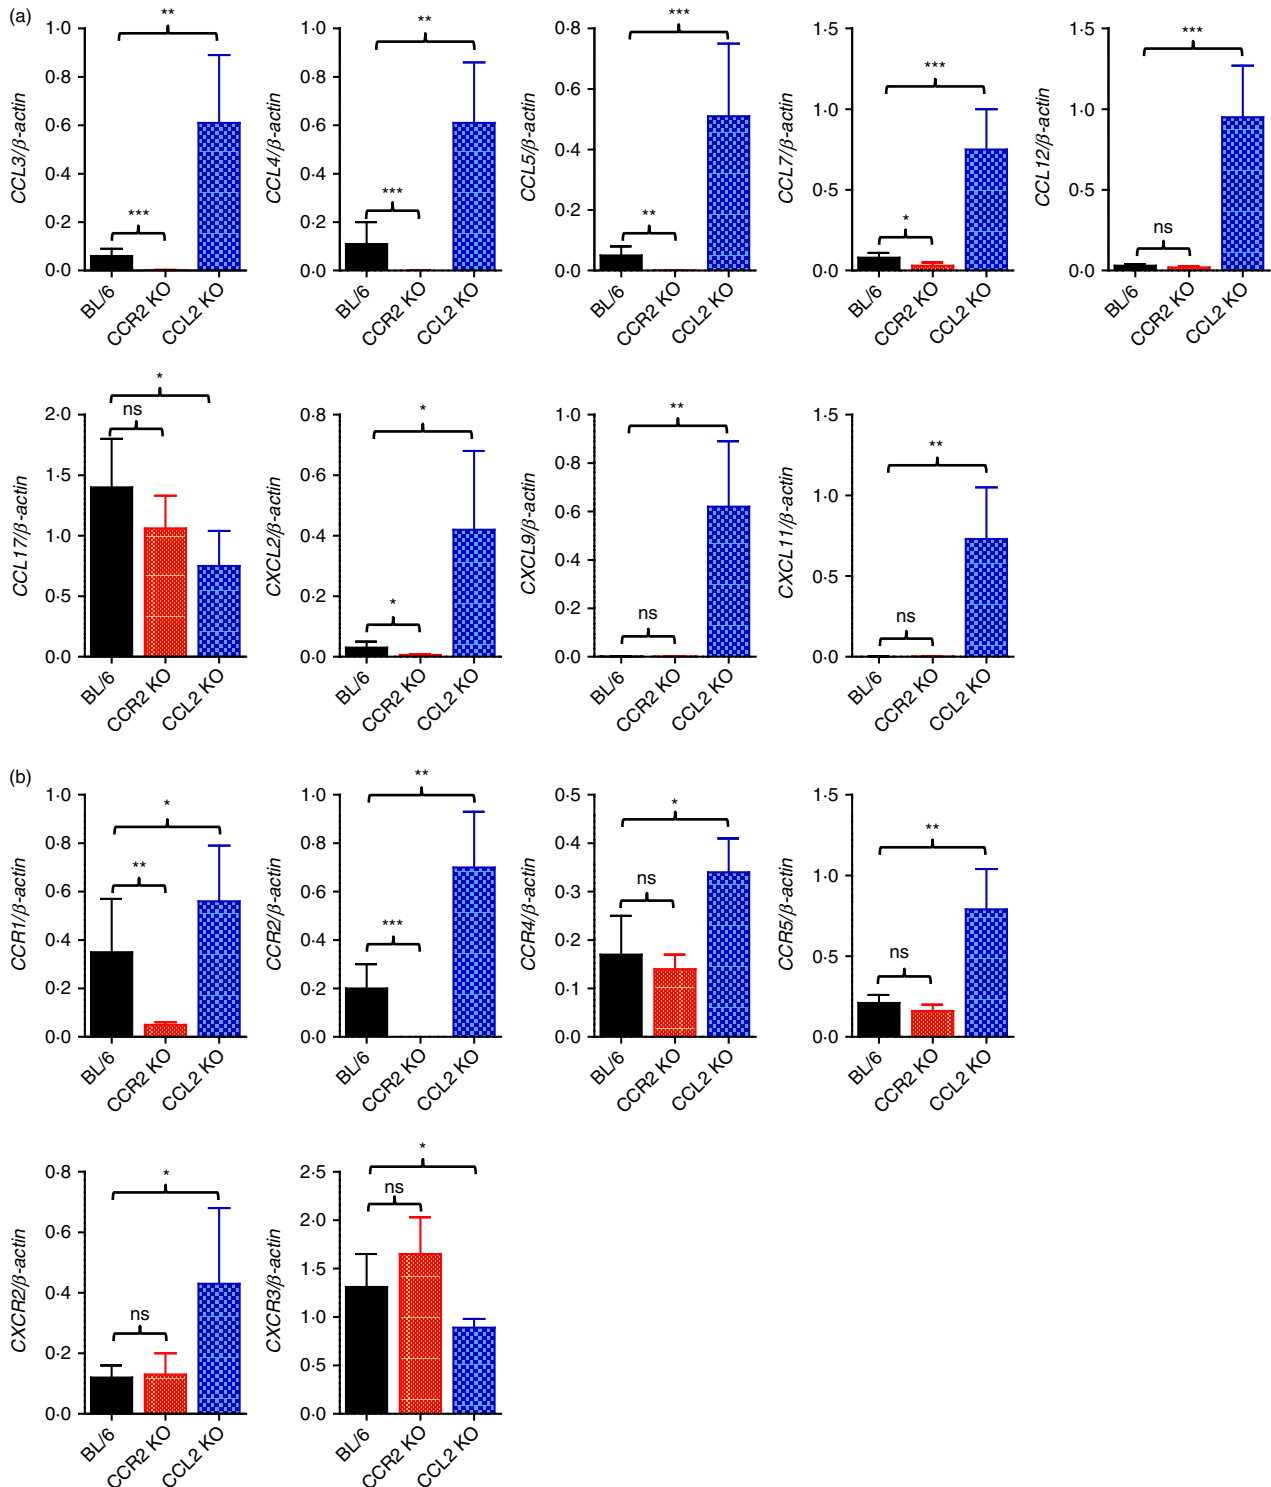 (a)
CCL3/β-actin
1·0
0·8
0·6
0·4
0·2
0·0
**
***
BL/6
CCR2 KO
CCL2 KO
CCL4/β-actin
1·0
0·8
0·6
0·4
0·2
0·0
**
***
BL/6
CCR2 KO
CCL2 KO
CCL5/β-actin
0·8
0·6
0·4
0·2
0·0
***
**
BL/6
CCR2 KO
CCL2 KO
CCL7/β-actin
1·5
1·0
0·5
0·0
***
*
BL/6
CCR2 KO
CCL2 KO
CCL12/β-actin
1·5
1·0
0·5
0·0
***
ns
BL/6
CCR2 KO
CCL2 KO
CCL17/β-actin
2·0
1·5
1·0
0·5
0·0
*
ns
BL/6
CCR2 KO
CCL2 KO
CXCL2/β-actin
0·8
0·6
0·4
0·2
0·0
*
*
BL/6
CCR2 KO
CCL2 KO
CXCL9/β-actin
1·0
0·8
0·6
0·4
0·2
0·0
**
ns
BL/6
CCR2 KO
CCL2 KO
CXCL11/β-actin
1·5
1·0
0·5
0·0
**
ns
BL/6
CCR2 KO
CCL2 KO
(b)
CCR1/β-actin
1·0
0·8
0·6
0·4
0·2
0·0
*
**
BL/6
CCR2 KO
CCL2 KO
CCR2/β-actin
1·0
0·8
0·6
0·4
0·2
0·0
**
***
BL/6
CCR2 KO
CCL2 KO
CCR4/β-actin
0·5
0·4
0·3
0·2
0·1
0·0
*
ns
BL/6
CCR2 KO
CCL2 KO
CCR5/β-actin
1·5
1·0
0·5
0·0
**
ns
BL/6
CCR2 KO
CCL2 KO
CXCR2/β-actin
0·8
0·6
0·4
0·2
0·0
*
ns
BL/6
CCR2 KO
CCL2 KO
CXCR3/β-actin
2·5
2·0
1·5
1·0
0·5
0·0
*
ns
BL/6
CCR2 KO
CCL2 KO